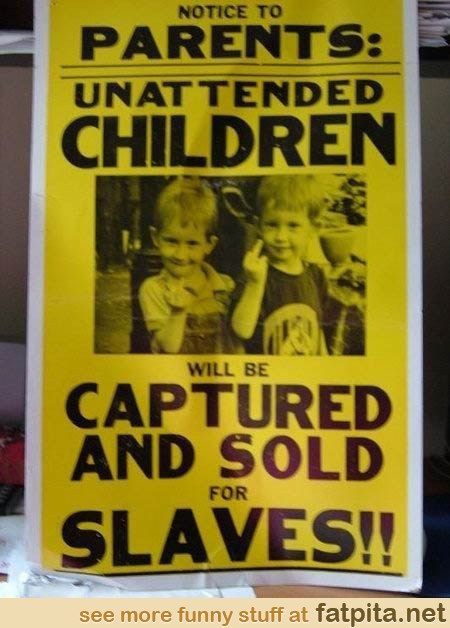 NOTICE TO
PARENTS:
UNATTENDED
CHILDREN
WILL BE
CAPTURED
AND SOLD
FOR
SLAVES!!
see more funny stuff at fatpita.net